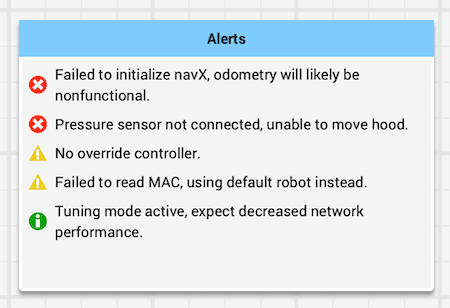 Alerts
Failed to initialize navX, odometry will likely be
nonfunctional.
Pressure sensor not connected, unable to move hood.
No override controller.
Failed to read MAC, using default robot instead.
Tuning mode active, expect decreased network
performance.